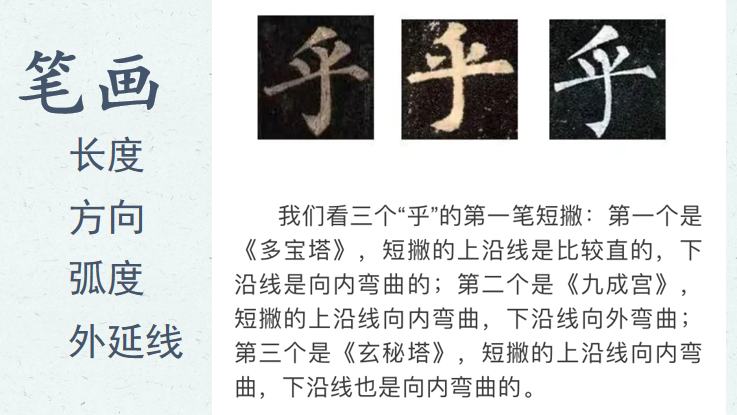 笔画
长度
方向
弧度
外延线
乎 乎 乎
我们看三个“乎”的第一笔短撇：第一个是
《多宝塔》，短撇的上沿线是比较直的，下
沿线是向内弯曲的；第二个是《九成宫》，
短撇的上沿线向内弯曲，下沿线向外弯曲；
第三个是《玄秘塔》，短撇的上沿线向内弯
曲，下沿线也是向内弯曲的。